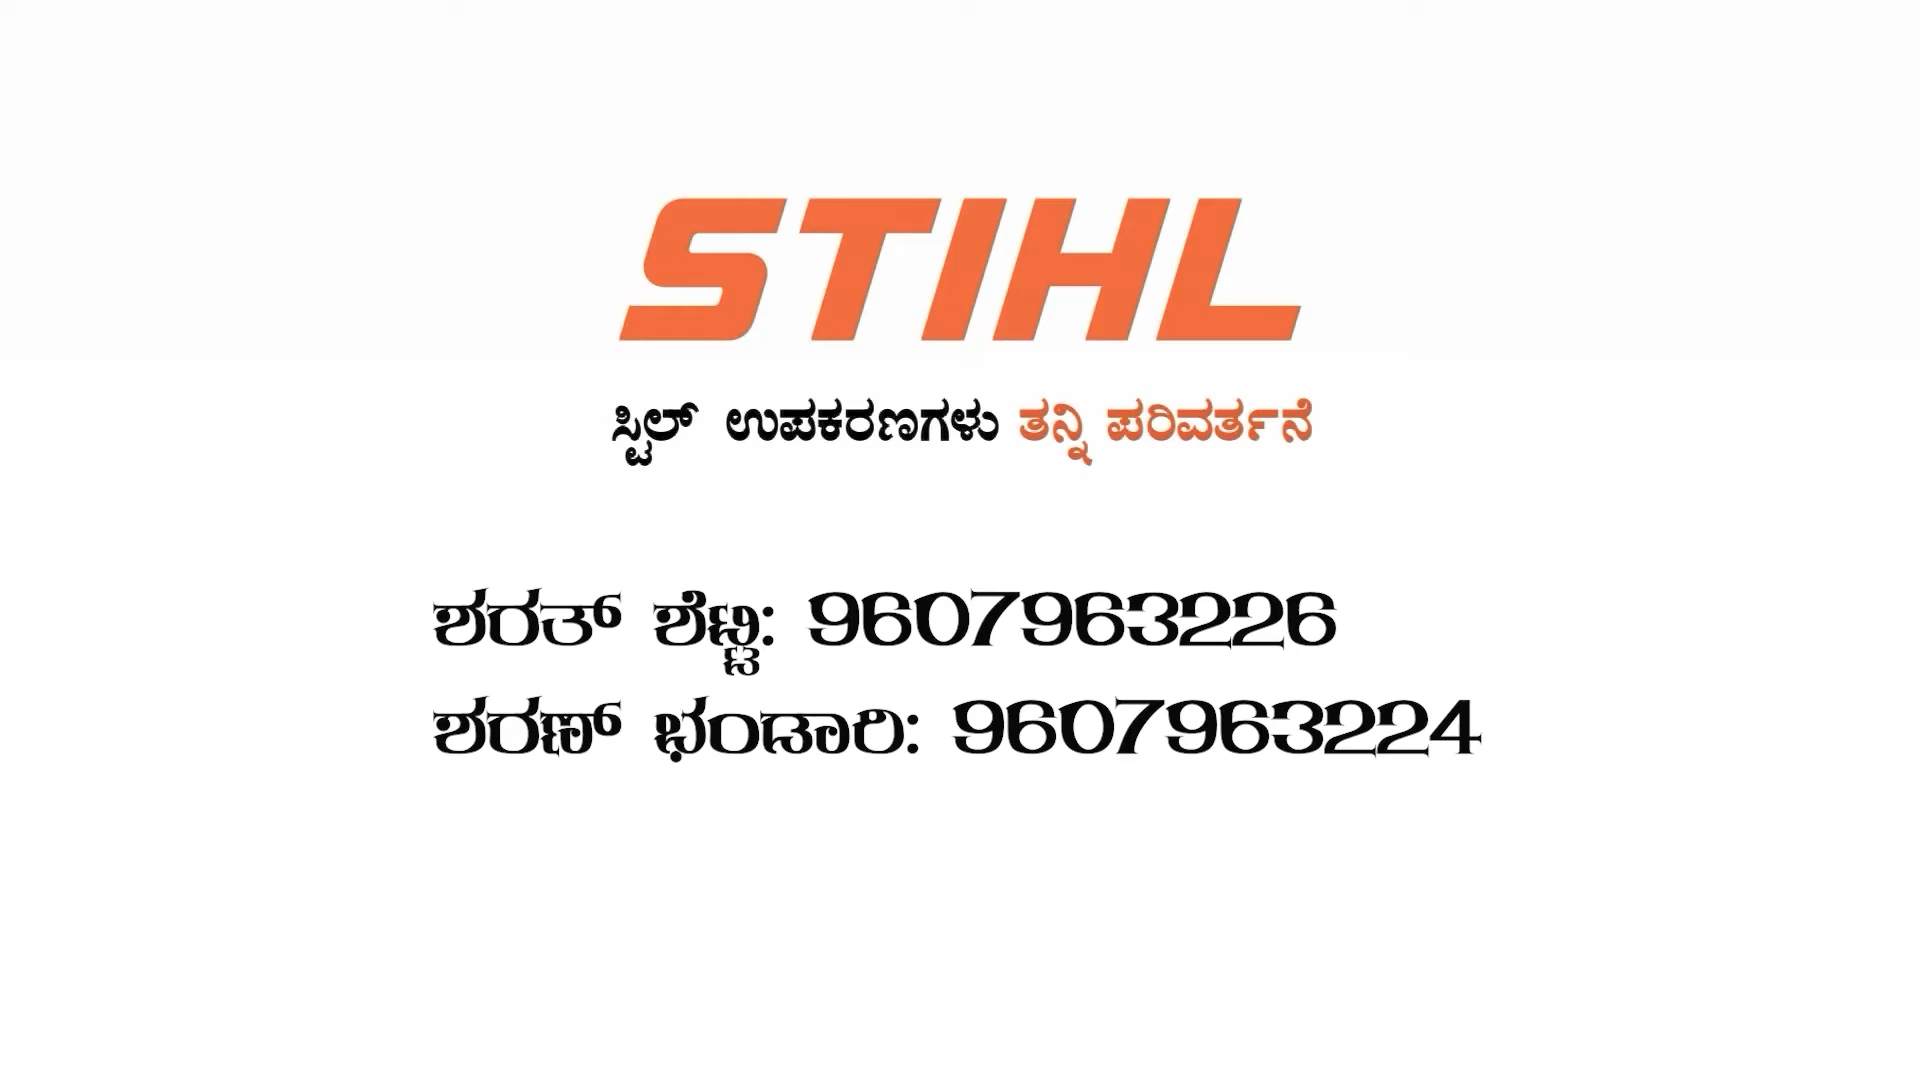 STIHL
ಸ್ಟಿಲ್ ಉಪಕರಣಗಳು ತನ್ನಿ ಪರಿವರ್ತನೆ
ಶರತ್ ಶೆಟ್ಟಿ: 9607963226
ಶರಣ್ ಭಂಡಾರಿ: 9607963224